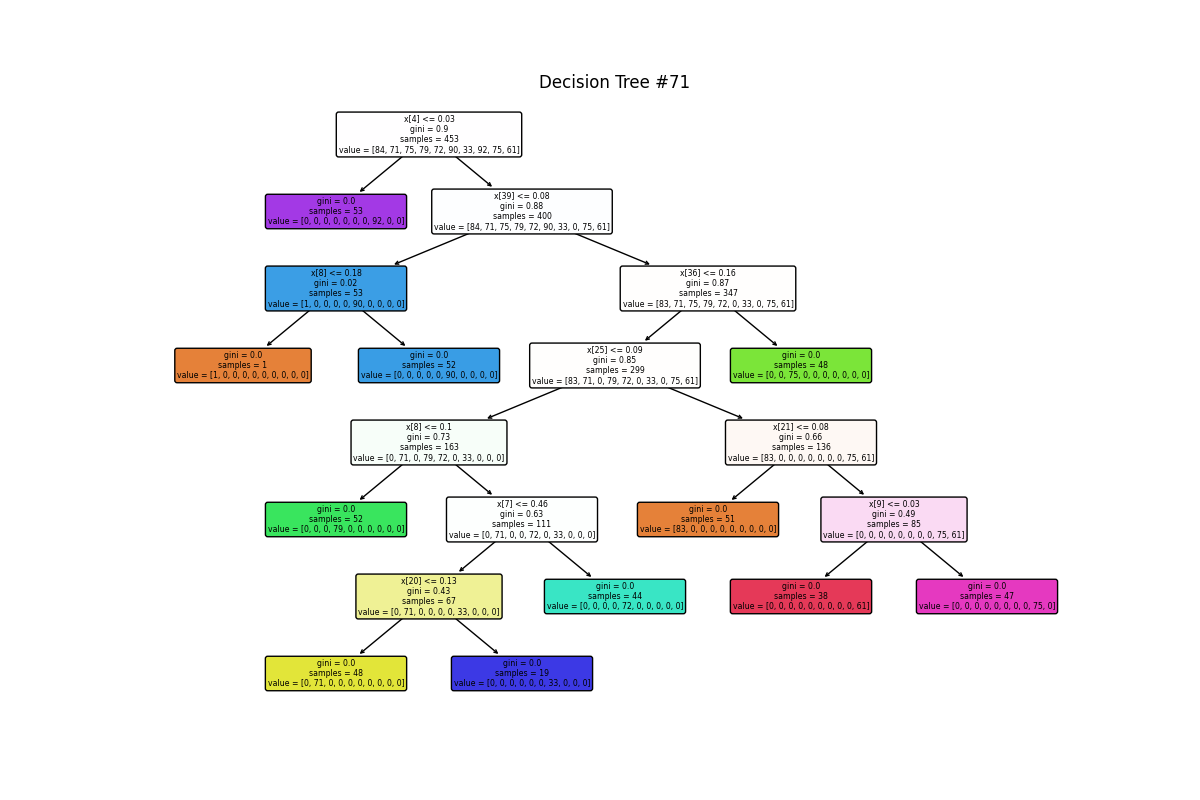 Decision Tree #71
x[4] <= 0.03
gini = 0.9
samples = 453
value = [84, 71, 75, 79, 72, 90, 33, 92, 75, 61]
gini = 0.0
samples = 53
value = [0, 0, 0, 0, 0, 0, 0, 92, 0, 0]
x[39] <= 0.08
gini = 0.88
samples = 400
value = [84, 71, 75, 79, 72, 90, 33, 0, 75, 61]
x[8] <= 0.18
gini = 0.02
samples = 53
value = [1, 0, 0, 0, 0, 90, 0, 0, 0, 0]
x[36] <= 0.16
gini = 0.87
samples = 347
value = [83, 71, 75, 79, 72, 0, 33, 0, 75, 61]
gini = 0.0
samples = 1
value = [1, 0, 0, 0, 0, 0, 0, 0, 0, 0]
gini = 0.0
samples = 52
value = [0, 0, 0, 0, 0, 90, 0, 0, 0, 0]
x[25] <= 0.09
gini = 0.85
samples = 299
value = [83, 71, 0, 79, 72, 0, 33, 0, 75, 61]
gini = 0.0
samples = 48
value = [0, 0, 75, 0, 0, 0, 0, 0, 0, 0]
x[8] <= 0.1
gini = 0.73
samples = 163
value = [0, 71, 0, 79, 72, 0, 33, 0, 0, 0]
x[21] <= 0.08
gini = 0.66
samples = 136
value = [83, 0, 0, 0, 0, 0, 0, 0, 75, 61]
gini = 0.0
samples = 52
value = [0, 0, 0, 79, 0, 0, 0, 0, 0, 0]
x[7] <= 0.46
gini = 0.63
samples = 111
value = [0, 71, 0, 0, 72, 0, 33, 0, 0, 0]
gini = 0.0
samples = 51
value = [83, 0, 0, 0, 0, 0, 0, 0, 0, 0]
x[9] <= 0.03
gini = 0.49
samples = 85
value = [0, 0, 0, 0, 0, 0, 0, 0, 75, 61]
x[20] <= 0.13
gini = 0.43
samples = 67
value = [0, 71, 0, 0, 0, 0, 33, 0, 0, 0]
gini = 0.0
samples = 44
value = [0, 0, 0, 0, 72, 0, 0, 0, 0, 0]
gini = 0.0
samples = 38
value = [0, 0, 0, 0, 0, 0, 0, 0, 0, 61]
gini = 0.0
samples = 47
value = [0, 0, 0, 0, 0, 0, 0, 0, 75, 0]
gini = 0.0
samples = 48
value = [0, 71, 0, 0, 0, 0, 0, 0, 0, 0]
gini = 0.0
samples = 19
value = [0, 0, 0, 0, 0, 0, 33, 0, 0, 0]